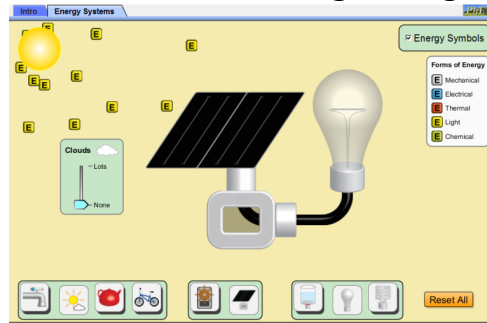 Intro Energy Systems
E
E
E
Energy Symbols
Forms of Energy
E Mechanical
E Electrical
E Thermal
E Light
E Chemical
E
E
E
E
E
E
E
E
Clouds
Lots
None
Reset All